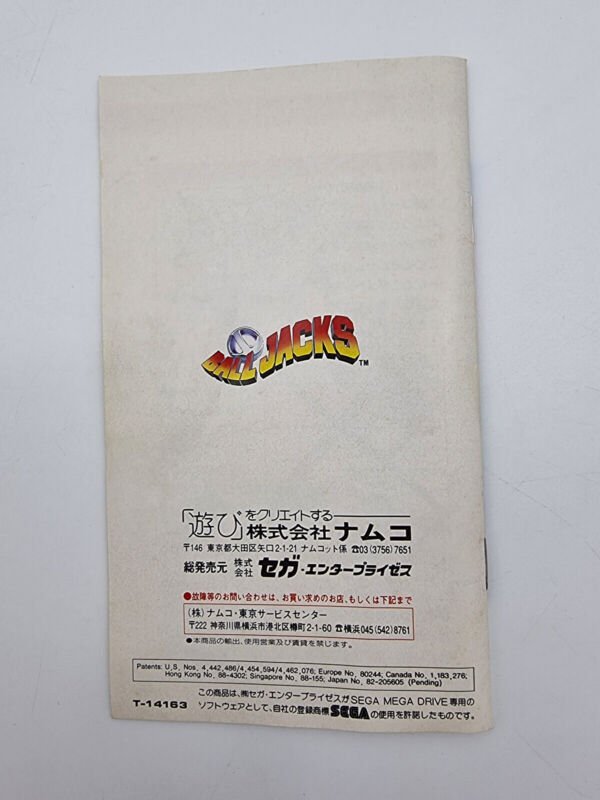 BALL JACKS™
「遊び」をクリエイトする
株式会社ナムコ
〒146 東京都大田区矢口2-1-21 ナムコット係 ☎03(3756)7651
総発売元 株式会社 セガ・エンタープライゼス
●故障等のお問い合わせは、お買い求めのお店、もしくは下記まで
(株)ナムコ・東京サービスセンター
〒222 神奈川県横浜市港北区樽町2-1-60 ☎横浜045(542)8761
●本商品の輸出、使用営業及び賃貸を禁じます。
Patents: U.S. Nos. 4,442,486/4,454,594/4,462,076; Europe No. 80244; Canada No. 1,183,276;
Hong Kong No. 88-4302; Singapore No. 88-155; Japan No. 82-205605 (Pending)
この商品は、㈱セガ・エンタープライゼスがSEGA MEGA DRIVE専用の
T-14163 ソフトウェアとして、自社の登録商標SEGAの使用を許諾したものです。